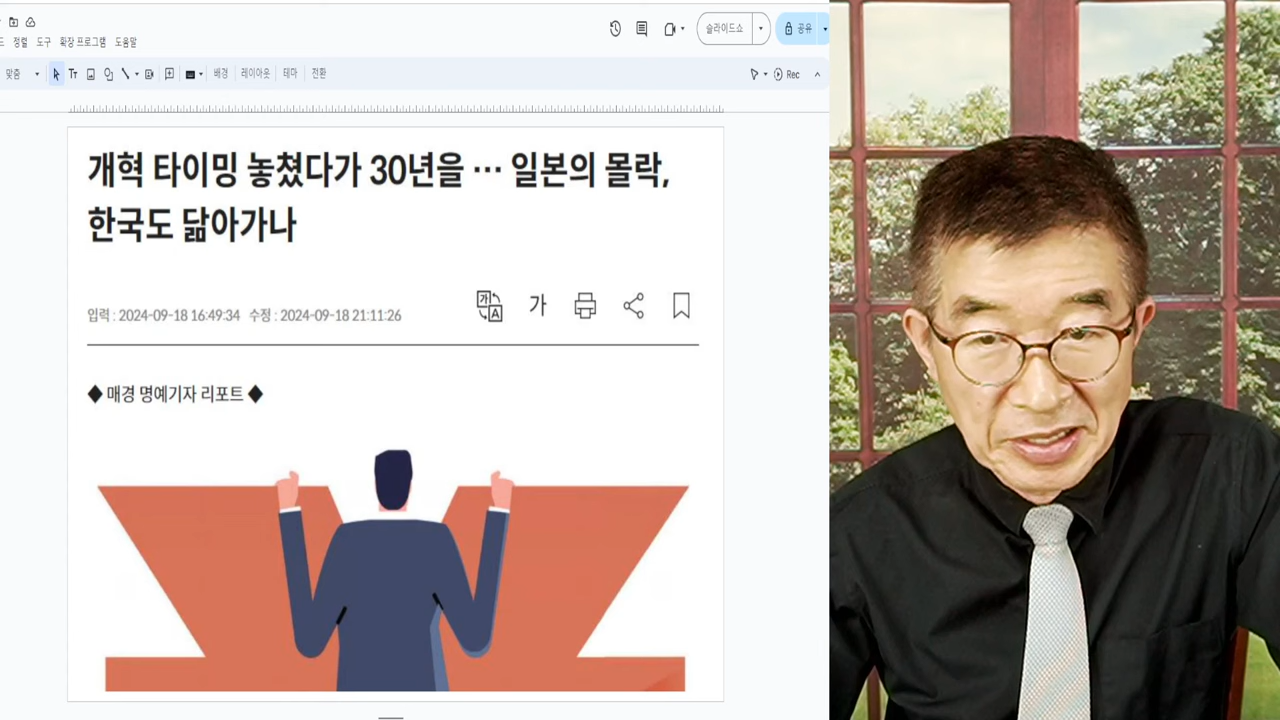 정렬 도구 확장 프로그램 도움말
슬라이드쇼
공유
맞춤
Tт
배경 레이아웃 테마 전환
Rec
개혁 타이밍 놓쳤다가 30년을 … 일본의 몰락,
한국도 닮아가나
입력 : 2024-09-18 16:49:34 수정 : 2024-09-18 21:11:26
가 A
가
◆ 매경 명예기자 리포트 ◆